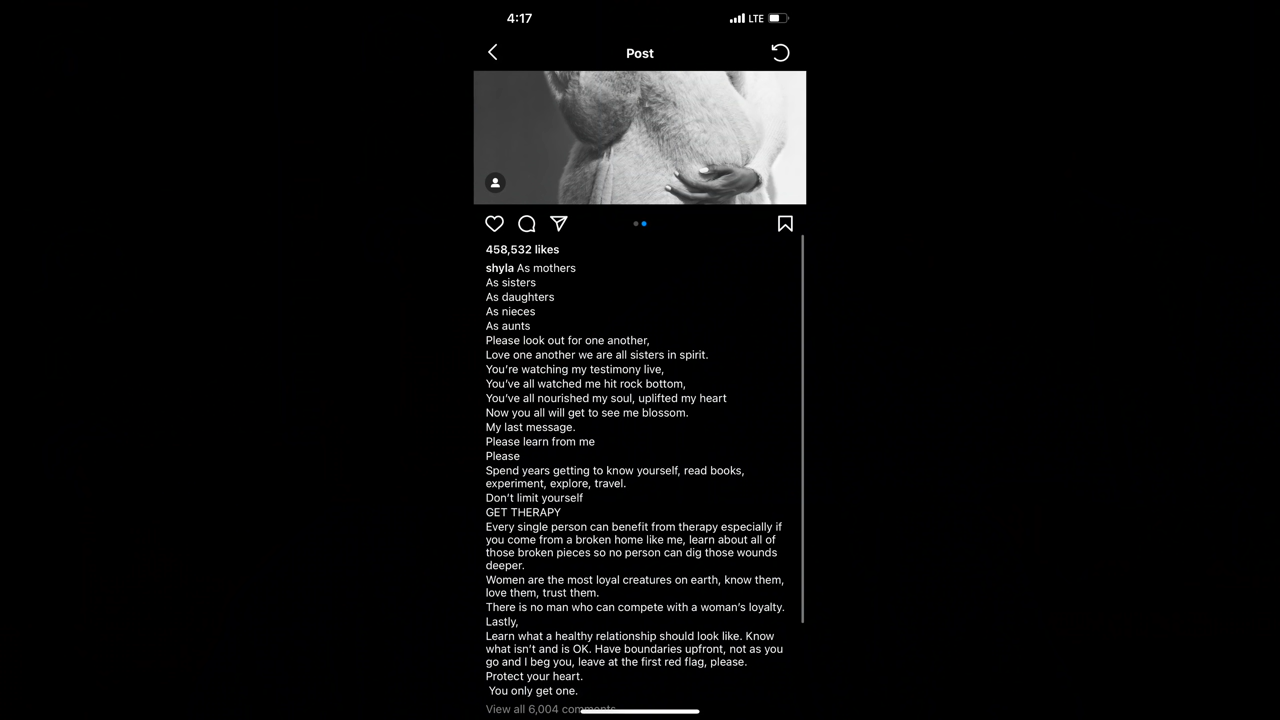 4:17
LTE
Post
458,532 likes
shyla As mothers
As sisters
As daughters
As nieces
As aunts
Please look out for one another,
Love one another we are all sisters in spirit.
You’re watching my testimony live,
You’ve all watched me hit rock bottom,
You’ve all nourished my soul, uplifted my heart
Now you all will get to see me blossom.
My last message.
Please learn from me
Please
Spend years getting to know yourself, read books,
experiment, explore, travel.
Don’t limit yourself
GET THERAPY
Every single person can benefit from therapy especially if
you come from a broken home like me, learn about all of
those broken pieces so no person can dig those wounds
deeper.
Women are the most loyal creatures on earth, know them,
love them, trust them.
There is no man who can compete with a woman’s loyalty.
Lastly,
Learn what a healthy relationship should look like. Know
what isn’t and is OK. Have boundaries upfront, not as you
go and I beg you, leave at the first red flag, please.
Protect your heart.
You only get one.
View all 6,004 comments